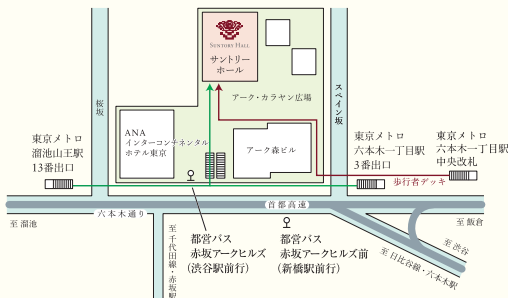 SUNTORY HALL
サントリー
ホール
桜坂
スペイン坂
アーク・カラヤン広場
ANA
インターコンチネンタル
ホテル東京
アーク森ビル
東京メトロ
溜池山王駅
13番出口
東京メトロ
六本木一丁目駅
3番出口
東京メトロ
六本木一丁目駅
中央改札
歩行者デッキ
首都高速
六本木通り
至 溜池
至 飯倉
至 渋谷
至 日比谷線・六本木駅
至 千代田線・赤坂駅
都営バス
赤坂アークヒルズ
(渋谷駅前行)
都営バス
赤坂アークヒルズ前
(新橋駅前行)